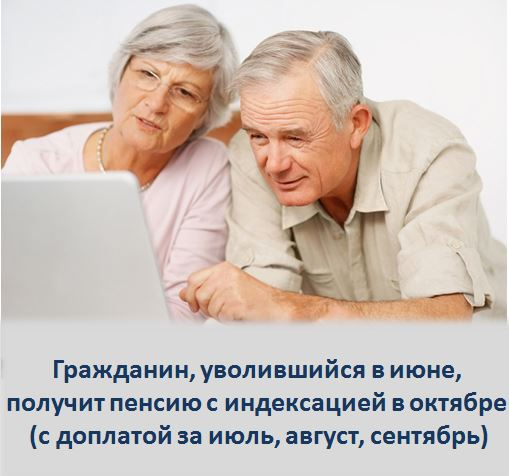 Гражданин, уволившийся в июне,
получит пенсию с индексацией в октябре
(с доплатой за июль, август, сентябрь)